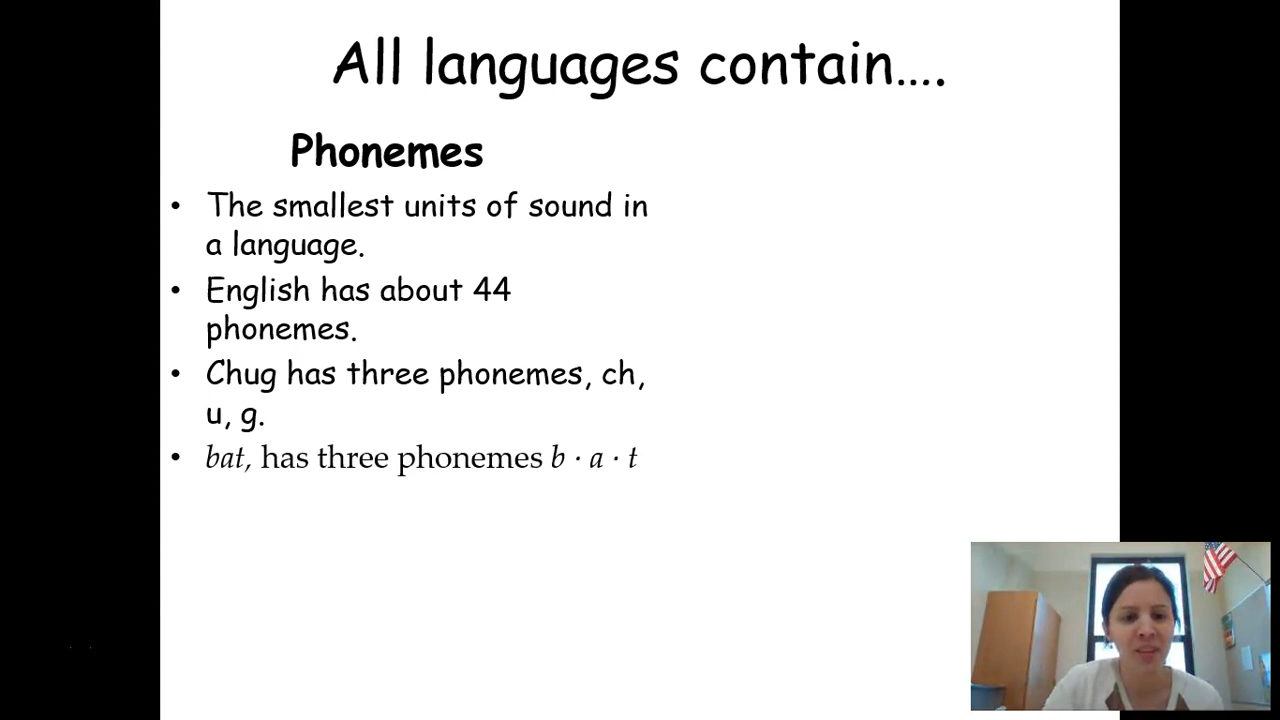 All languages contain….
Phonemes
• The smallest units of sound in
a language.
• English has about 44
phonemes.
• Chug has three phonemes, ch,
u, g.
• bat, has three phonemes b · a · t